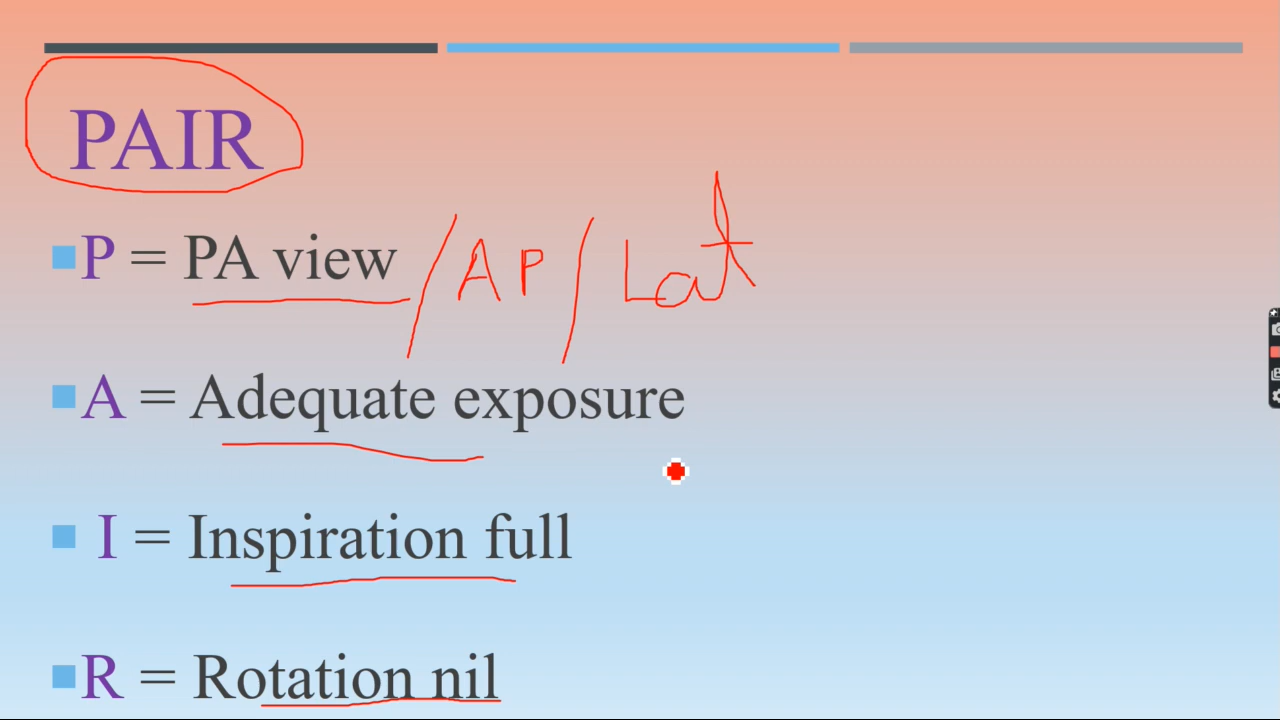 PAIR
P = PA view / AP / Lat
A = Adequate exposure
I = Inspiration full
R = Rotation nil